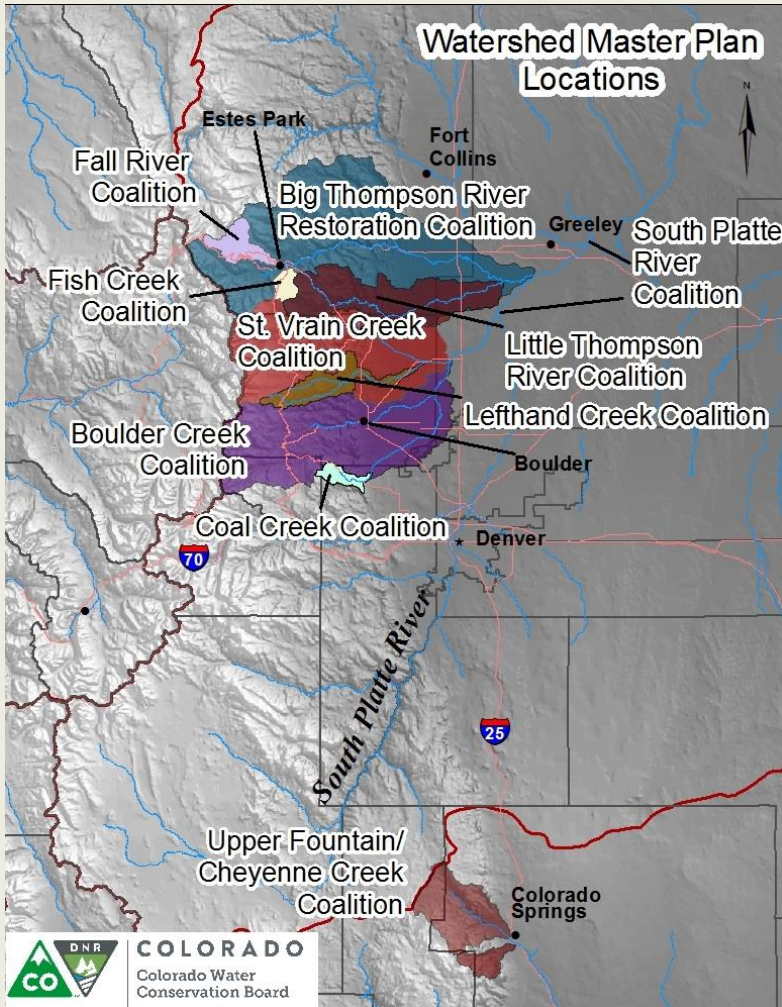 Watershed Master Plan
Locations
N
Estes Park
Fort
Collins
Fall River
Coalition
Big Thompson River
Restoration Coalition
Greeley
South Platte
River
Coalition
Fish Creek
Coalition
St. Vrain Creek
Coalition
Little Thompson
River Coalition
Lefthand Creek Coalition
Boulder Creek
Coalition
Boulder
Coal Creek Coalition
Denver
70
South Platte River
25
Upper Fountain/
Cheyenne Creek
Coalition
Colorado
Springs
DNR
CO
COLORADO
Colorado Water
Conservation Board